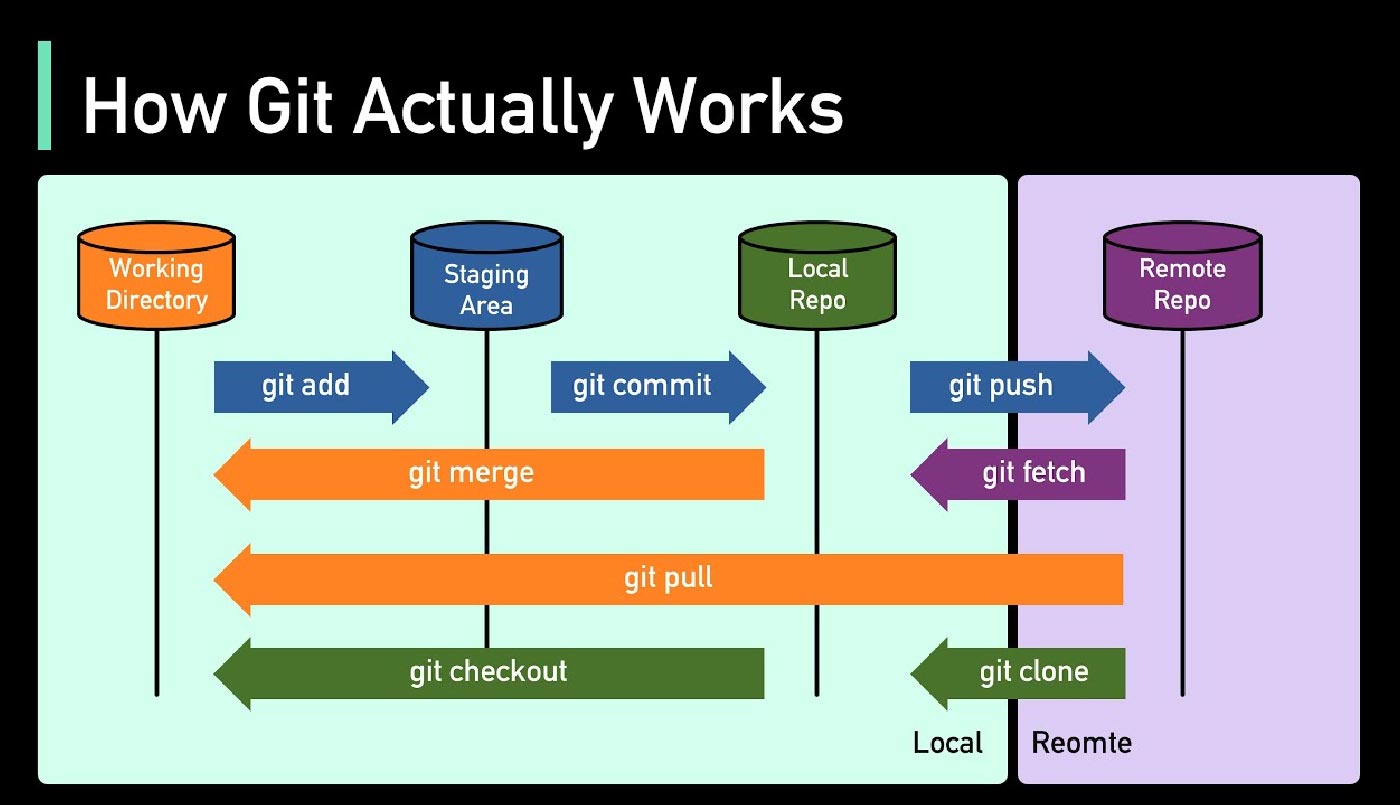 How Git Actually Works
Working
Directory
Staging
Area
Local
Repo
Remote
Repo
git add
git commit
git push
git merge
git fetch
git pull
git checkout
git clone
Local
Reomte